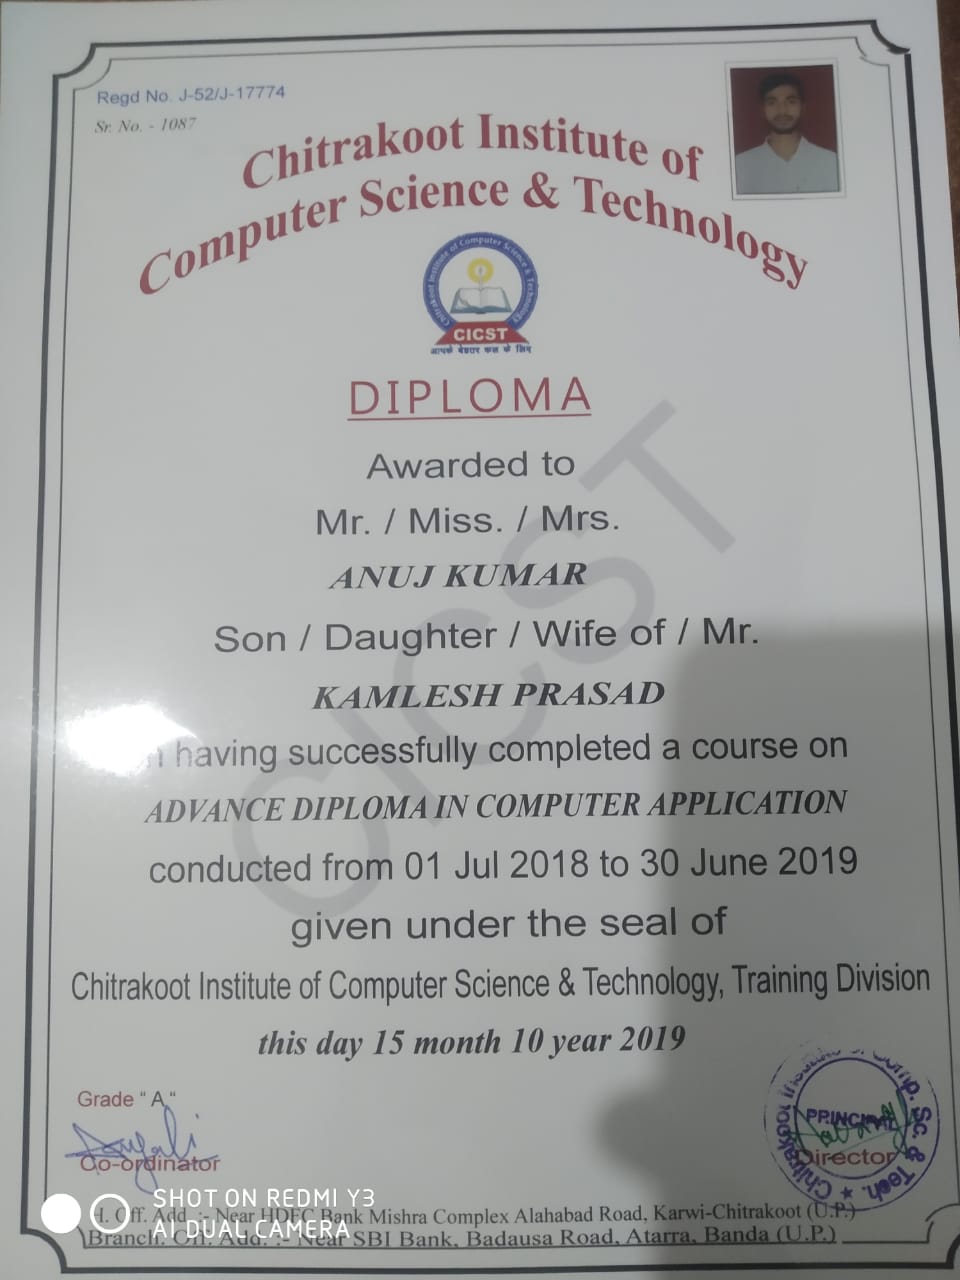 Regd No. J-52/J-17774
Sr. No. - 1087
Chitrakoot Institute of
Computer Science & Technology
Chitrakoot Institute of Computer Science & Technology
CICST
आपके बेहतर कल के लिए
DIPLOMA
Awarded to
Mr. / Miss. / Mrs.
ANUJ KUMAR
Son / Daughter / Wife of / Mr.
KAMLESH PRASAD
having successfully completed a course on
ADVANCE DIPLOMA IN COMPUTER APPLICATION
conducted from 01 Jul 2018 to 30 June 2019
given under the seal of
Chitrakoot Institute of Computer Science & Technology, Training Division
this day 15 month 10 year 2019
CICST
Grade " A "
Co-ordinator
Chitrakoot Institute of Comp. Sc. & Tech.
PRINCIPAL
Director
H. Off. Add. :- Near HDFC Bank Mishra Complex Alahabad Road, Karwi-Chitrakoot (U.P.)
Branch. Off. Add. :- Near SBI Bank, Badausa Road, Atarra, Banda (U.P.)
SHOT ON REDMI Y3
AI DUAL CAMERA